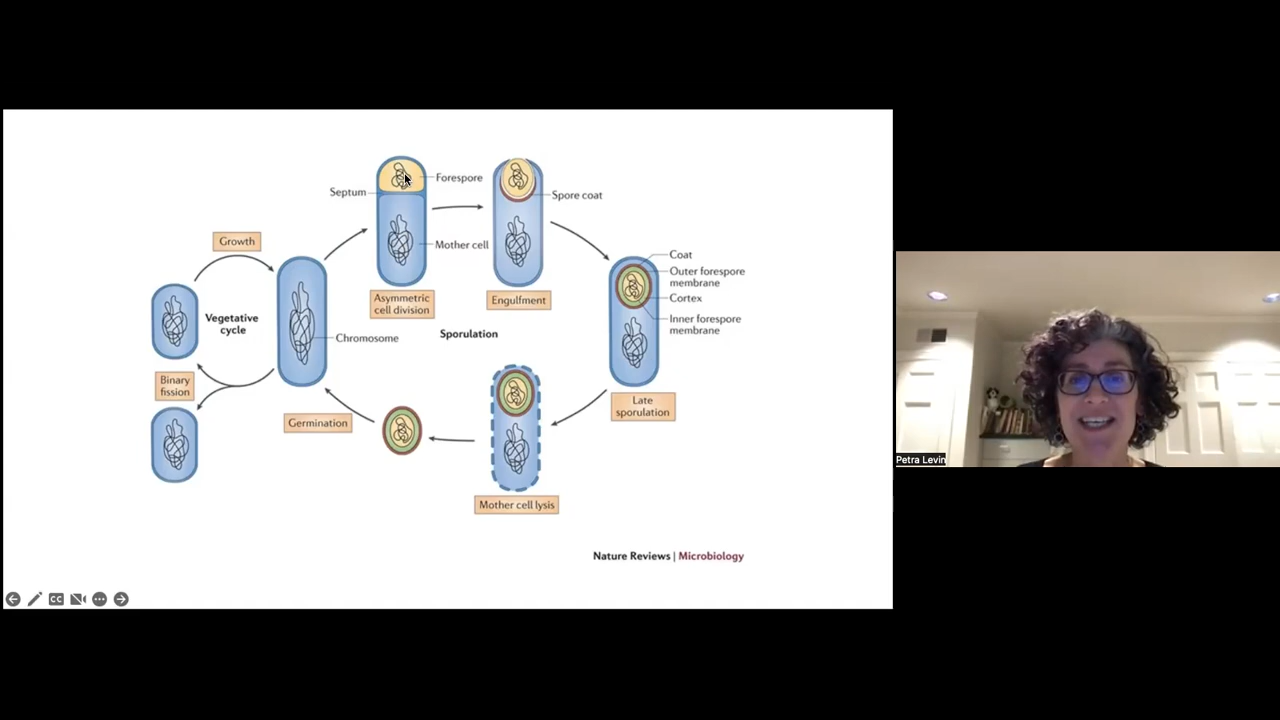 Forespore
Septum
Spore coat
Growth
Mother cell
Coat
Outer forespore
membrane
Cortex
Asymmetric
cell division
Engulfment
Vegetative
cycle
Inner forespore
membrane
Chromosome
Sporulation
Binary
fission
Late
sporulation
Germination
Mother cell lysis
Nature Reviews | Microbiology
CC
Petra Levin